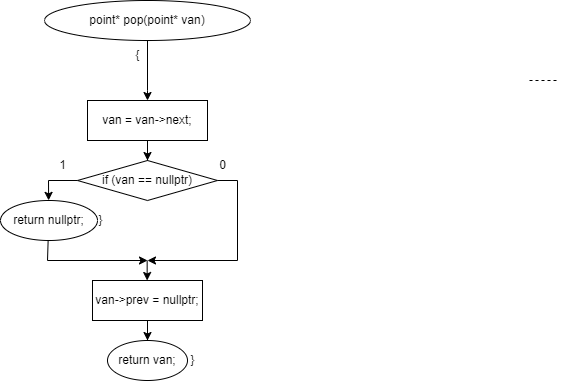 point* pop(point* van)
{
van = van->next;
1
0
if (van == nullptr)
return nullptr;
}
van->prev = nullptr;
return van;
}
-----